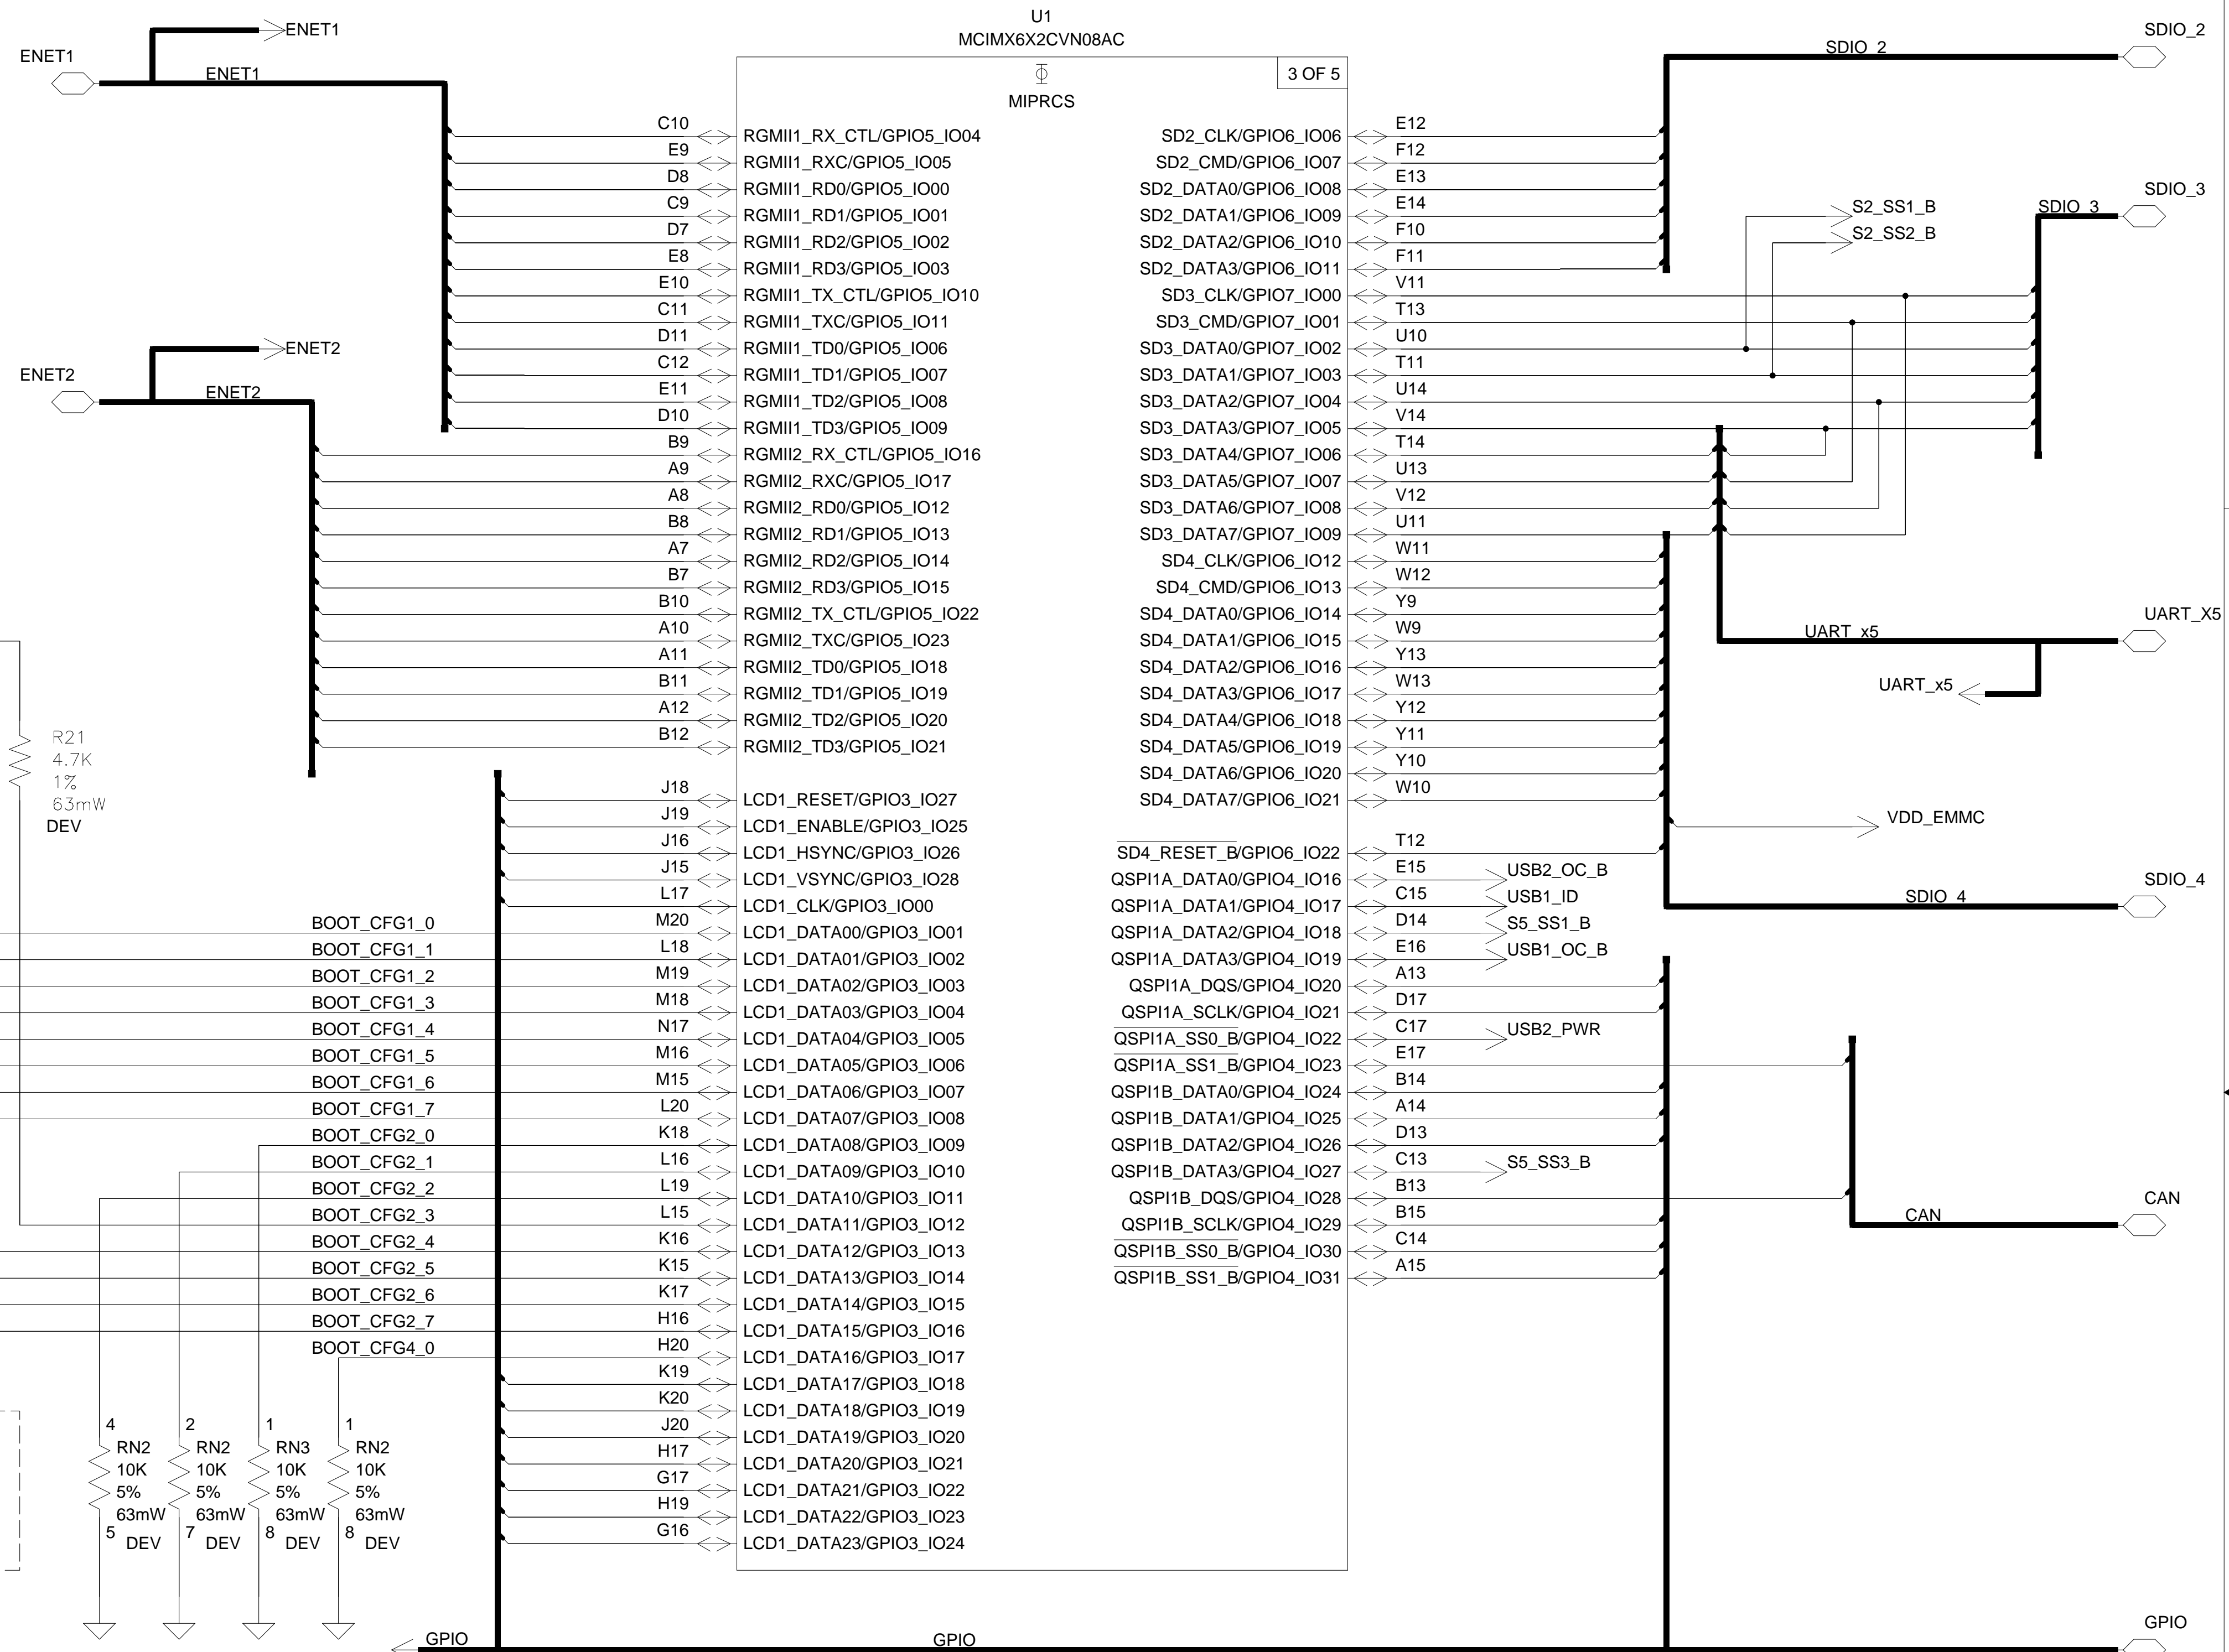 U1
MCIMX6X2CVN08AC
3 OF 5
MIPRCS
ENET1
ENET1
ENET1
C10 RGMII1_RX_CTL/GPIO5_IO04
E9 RGMII1_RXC/GPIO5_IO05
D8 RGMII1_RD0/GPIO5_IO00
C9 RGMII1_RD1/GPIO5_IO01
D7 RGMII1_RD2/GPIO5_IO02
E8 RGMII1_RD3/GPIO5_IO03
E10 RGMII1_TX_CTL/GPIO5_IO10
C11 RGMII1_TXC/GPIO5_IO11
D11 RGMII1_TD0/GPIO5_IO06
C12 RGMII1_TD1/GPIO5_IO07
E11 RGMII1_TD2/GPIO5_IO08
D10 RGMII1_TD3/GPIO5_IO09
ENET2
ENET2
ENET2
B9 RGMII2_RX_CTL/GPIO5_IO16
A9 RGMII2_RXC/GPIO5_IO17
A8 RGMII2_RD0/GPIO5_IO12
B8 RGMII2_RD1/GPIO5_IO13
A7 RGMII2_RD2/GPIO5_IO14
B7 RGMII2_RD3/GPIO5_IO15
B10 RGMII2_TX_CTL/GPIO5_IO22
A10 RGMII2_TXC/GPIO5_IO23
A11 RGMII2_TD0/GPIO5_IO18
B11 RGMII2_TD1/GPIO5_IO19
A12 RGMII2_TD2/GPIO5_IO20
B12 RGMII2_TD3/GPIO5_IO21
R21
4.7K
1%
63mW
DEV
J18 LCD1_RESET/GPIO3_IO27
J19 LCD1_ENABLE/GPIO3_IO25
J16 LCD1_HSYNC/GPIO3_IO26
J15 LCD1_VSYNC/GPIO3_IO28
L17 LCD1_CLK/GPIO3_IO00
BOOT_CFG1_0 M20 LCD1_DATA00/GPIO3_IO01
BOOT_CFG1_1 L18 LCD1_DATA01/GPIO3_IO02
BOOT_CFG1_2 M19 LCD1_DATA02/GPIO3_IO03
BOOT_CFG1_3 M18 LCD1_DATA03/GPIO3_IO04
BOOT_CFG1_4 N17 LCD1_DATA04/GPIO3_IO05
BOOT_CFG1_5 M16 LCD1_DATA05/GPIO3_IO06
BOOT_CFG1_6 M15 LCD1_DATA06/GPIO3_IO07
BOOT_CFG1_7 L20 LCD1_DATA07/GPIO3_IO08
BOOT_CFG2_0 K18 LCD1_DATA08/GPIO3_IO09
BOOT_CFG2_1 L16 LCD1_DATA09/GPIO3_IO10
BOOT_CFG2_2 L19 LCD1_DATA10/GPIO3_IO11
BOOT_CFG2_3 L15 LCD1_DATA11/GPIO3_IO12
BOOT_CFG2_4 K16 LCD1_DATA12/GPIO3_IO13
BOOT_CFG2_5 K15 LCD1_DATA13/GPIO3_IO14
BOOT_CFG2_6 K17 LCD1_DATA14/GPIO3_IO15
BOOT_CFG2_7 H16 LCD1_DATA15/GPIO3_IO16
BOOT_CFG4_0 H20 LCD1_DATA16/GPIO3_IO17
K19 LCD1_DATA17/GPIO3_IO18
K20 LCD1_DATA18/GPIO3_IO19
J20 LCD1_DATA19/GPIO3_IO20
H17 LCD1_DATA20/GPIO3_IO21
G17 LCD1_DATA21/GPIO3_IO22
H19 LCD1_DATA22/GPIO3_IO23
G16 LCD1_DATA23/GPIO3_IO24
4 2 1 1
RN2 RN2 RN3 RN2
10K 10K 10K 10K
5% 5% 5% 5%
63mW 63mW 63mW 63mW
5 DEV 7 DEV 8 DEV 8 DEV
SD2_CLK/GPIO6_IO06 E12
SD2_CMD/GPIO6_IO07 F12
SD2_DATA0/GPIO6_IO08 E13
SD2_DATA1/GPIO6_IO09 E14
SD2_DATA2/GPIO6_IO10 F10
SD2_DATA3/GPIO6_IO11 F11
SD3_CLK/GPIO7_IO00 V11
SD3_CMD/GPIO7_IO01 T13
SD3_DATA0/GPIO7_IO02 U10
SD3_DATA1/GPIO7_IO03 T11
SD3_DATA2/GPIO7_IO04 U14
SD3_DATA3/GPIO7_IO05 V14
SD3_DATA4/GPIO7_IO06 T14
SD3_DATA5/GPIO7_IO07 U13
SD3_DATA6/GPIO7_IO08 V12
SD3_DATA7/GPIO7_IO09 U11
SD4_CLK/GPIO6_IO12 W11
SD4_CMD/GPIO6_IO13 W12
SD4_DATA0/GPIO6_IO14 Y9
SD4_DATA1/GPIO6_IO15 W9
SD4_DATA2/GPIO6_IO16 Y13
SD4_DATA3/GPIO6_IO17 W13
SD4_DATA4/GPIO6_IO18 Y12
SD4_DATA5/GPIO6_IO19 Y11
SD4_DATA6/GPIO6_IO20 Y10
SD4_DATA7/GPIO6_IO21 W10
SD4_RESET_B/GPIO6_IO22 T12
QSPI1A_DATA0/GPIO4_IO16 E15 USB2_OC_B
QSPI1A_DATA1/GPIO4_IO17 C15 USB1_ID
QSPI1A_DATA2/GPIO4_IO18 D14 S5_SS1_B
QSPI1A_DATA3/GPIO4_IO19 E16 USB1_OC_B
QSPI1A_DQS/GPIO4_IO20 A13
QSPI1A_SCLK/GPIO4_IO21 D17
QSPI1A_SS0_B/GPIO4_IO22 C17 USB2_PWR
QSPI1A_SS1_B/GPIO4_IO23 E17
QSPI1B_DATA0/GPIO4_IO24 B14
QSPI1B_DATA1/GPIO4_IO25 A14
QSPI1B_DATA2/GPIO4_IO26 D13
QSPI1B_DATA3/GPIO4_IO27 C13 S5_SS3_B
QSPI1B_DQS/GPIO4_IO28 B13
QSPI1B_SCLK/GPIO4_IO29 B15
QSPI1B_SS0_B/GPIO4_IO30 C14
QSPI1B_SS1_B/GPIO4_IO31 A15
SDIO_2 SDIO_2
S2_SS1_B
S2_SS2_B
SDIO_3 SDIO_3
UART_x5 UART_X5
UART_x5
VDD_EMMC
SDIO_4 SDIO_4
CAN CAN
GPIO GPIO GPIO